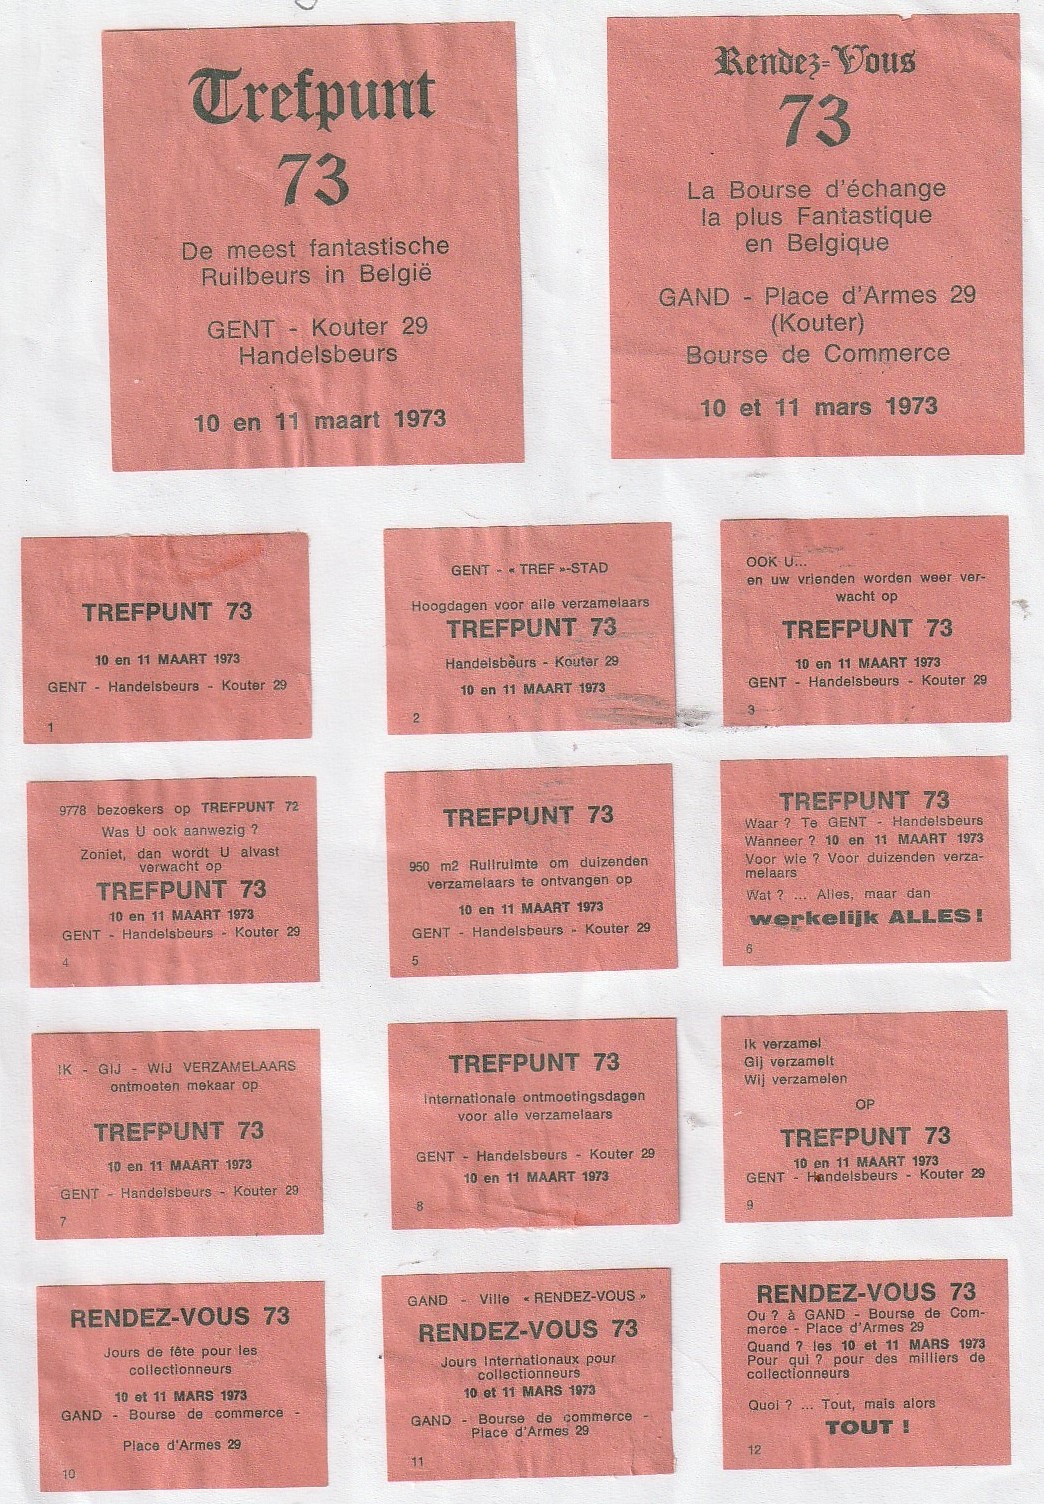 Trefpunt
73
De meest fantastische
Ruilbeurs in België
GENT - Kouter 29
Handelsbeurs
10 en 11 maart 1973
Rendez-Vous
73
La Bourse d'échange
la plus Fantastique
en Belgique
GAND - Place d'Armes 29
(Kouter)
Bourse de Commerce
10 et 11 mars 1973
TREFPUNT 73
10 en 11 MAART 1973
GENT - Handelsbeurs - Kouter 29
1
GENT - « TREF »-STAD
Hoogdagen voor alle verzamelaars
TREFPUNT 73
Handelsbeurs - Kouter 29
10 en 11 MAART 1973
2
OOK U...
en uw vrienden worden weer ver-
wacht op
TREFPUNT 73
10 en 11 MAART 1973
GENT - Handelsbeurs - Kouter 29
3
9778 bezoekers op TREFPUNT 72
Was U ook aanwezig ?
Zoniet, dan wordt U alvast
verwacht op
TREFPUNT 73
10 en 11 MAART 1973
GENT - Handelsbeurs - Kouter 29
4
TREFPUNT 73
950 m2 Ruilruimte om duizenden
verzamelaars te ontvangen op
10 en 11 MAART 1973
GENT - Handelsbeurs - Kouter 29
5
TREFPUNT 73
Waar ? Te GENT - Handelsbeurs
Wanneer ? 10 en 11 MAART 1973
Voor wie ? Voor duizenden verza-
melaars
Wat ? ... Alles, maar dan
werkelijk ALLES !
6
IK - GIJ - WIJ VERZAMELAARS
ontmoeten mekaar op
TREFPUNT 73
10 en 11 MAART 1973
GENT - Handelsbeurs - Kouter 29
7
TREFPUNT 73
Internationale ontmoetingsdagen
voor alle verzamelaars
GENT - Handelsbeurs - Kouter 29
10 en 11 MAART 1973
8
Ik verzamel
Gij verzamelt
Wij verzamelen
OP
TREFPUNT 73
10 en 11 MAART 1973
GENT - Handelsbeurs - Kouter 29
9
RENDEZ-VOUS 73
Jours de fête pour les
collectionneurs
10 et 11 MARS 1973
GAND - Bourse de commerce -
Place d'Armes 29
10
GAND - Ville « RENDEZ-VOUS »
RENDEZ-VOUS 73
Jours Internationaux pour
collectionneurs
10 et 11 MARS 1973
GAND - Bourse de commerce -
Place d'Armes 29
11
RENDEZ-VOUS 73
Ou ? à GAND - Bourse de Com-
merce - Place d'Armes 29
Quand ? les 10 et 11 MARS 1973
Pour qui ? pour des milliers de
collectionneurs
Quoi ? ... Tout, mais alors
TOUT !
12